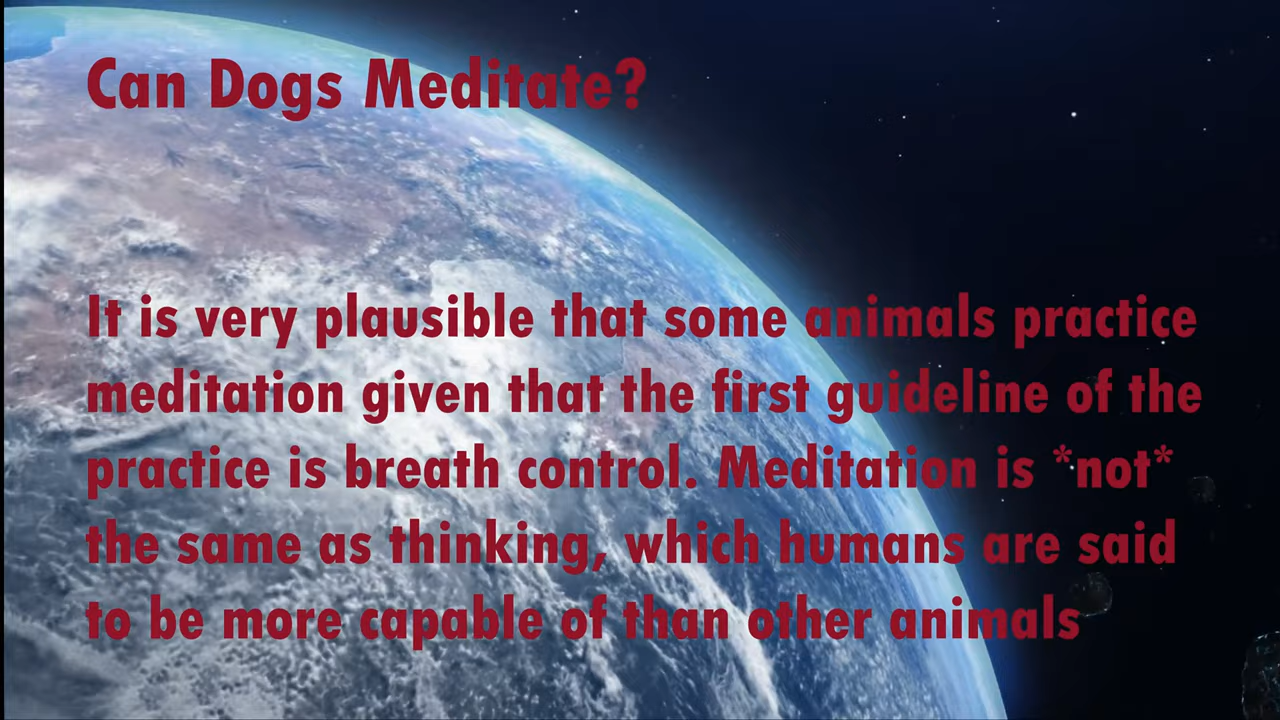 Can Dogs Meditate?
It is very plausible that some animals practice
meditation given that the first guideline of the
practice is breath control. Meditation is *not*
the same as thinking, which humans are said
to be more capable of than other animals